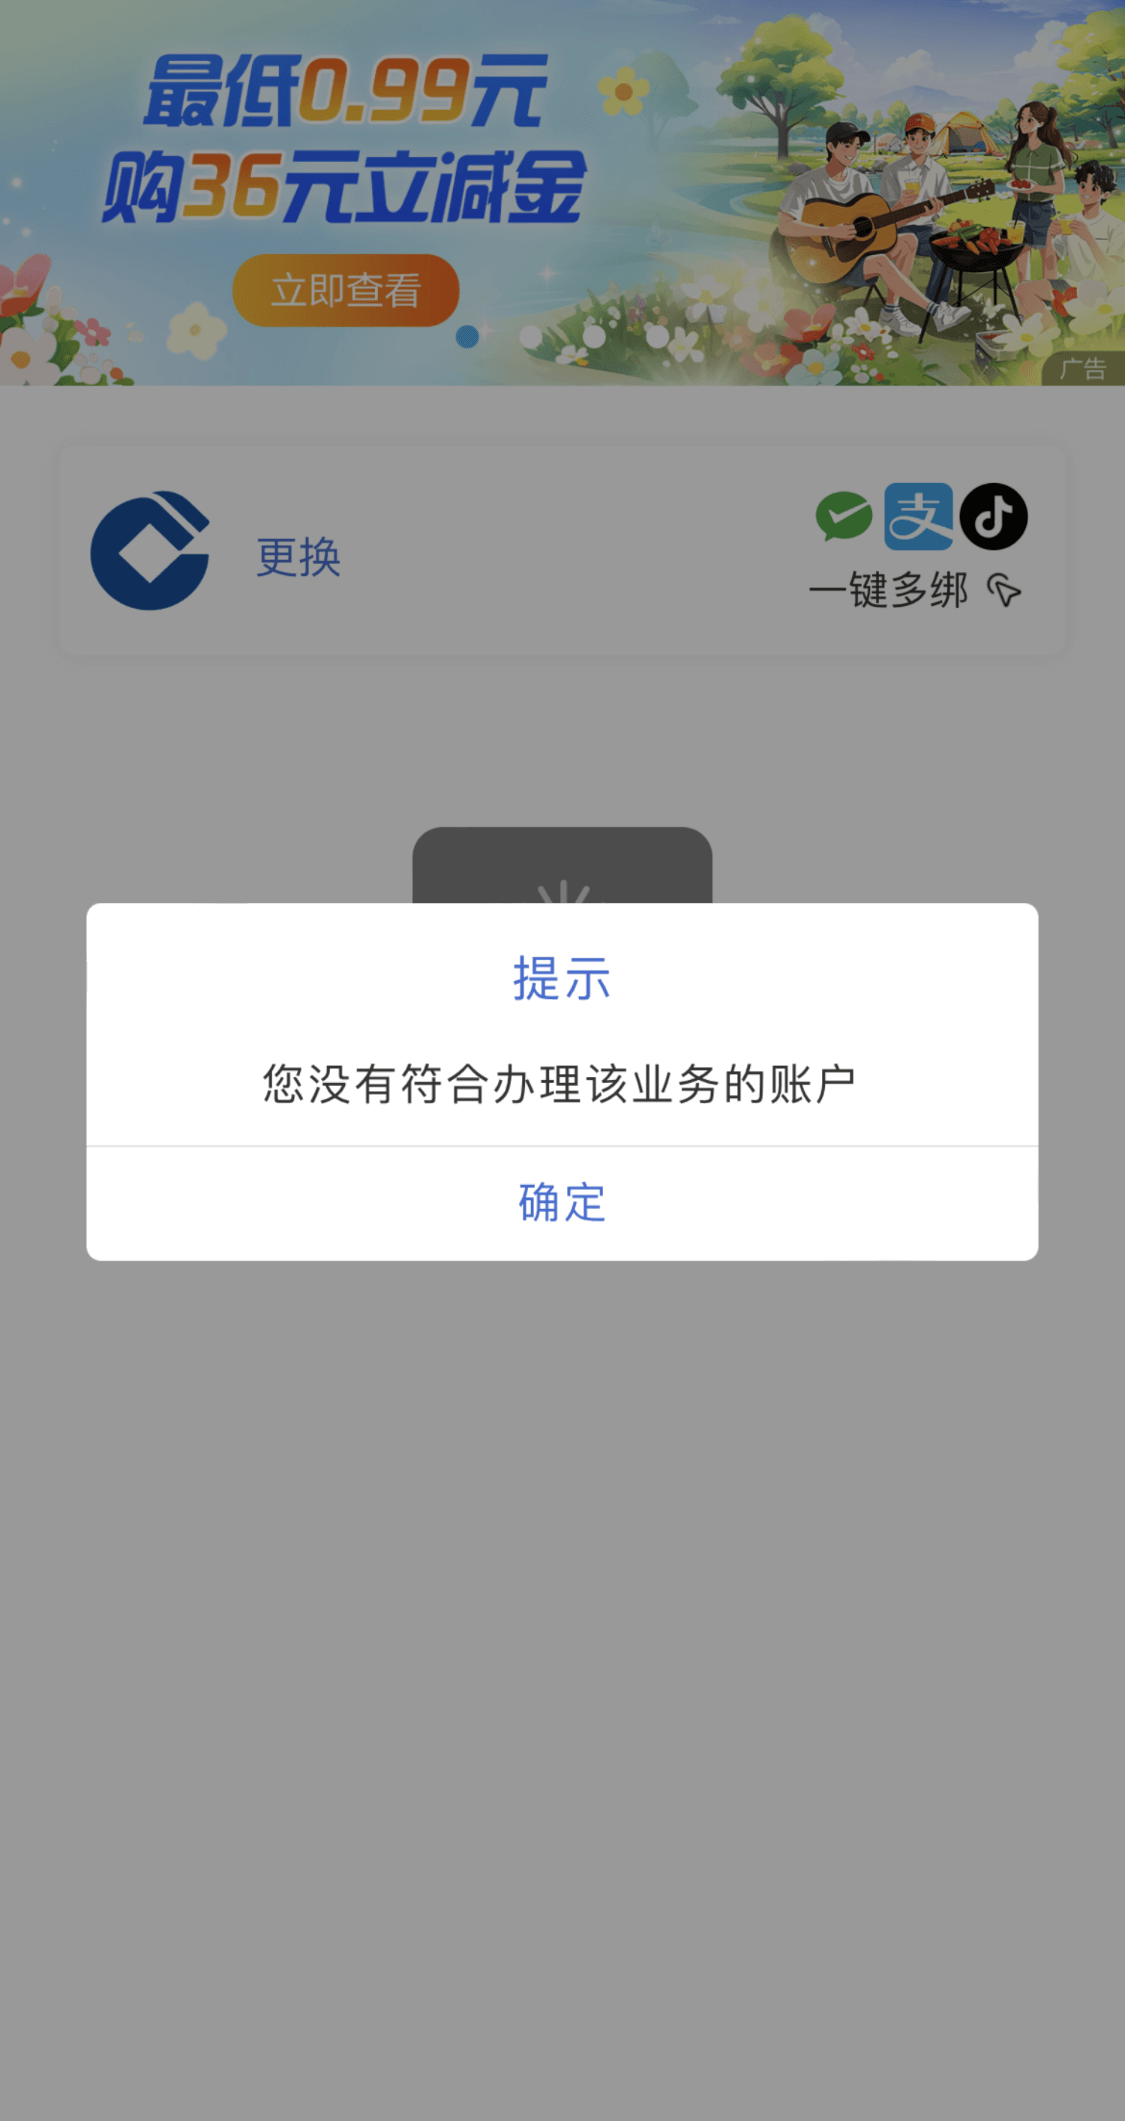 最低0.99元
购36元立减金
立即查看
广告
更换
支
一键多绑
提示
您没有符合办理该业务的账户
确定